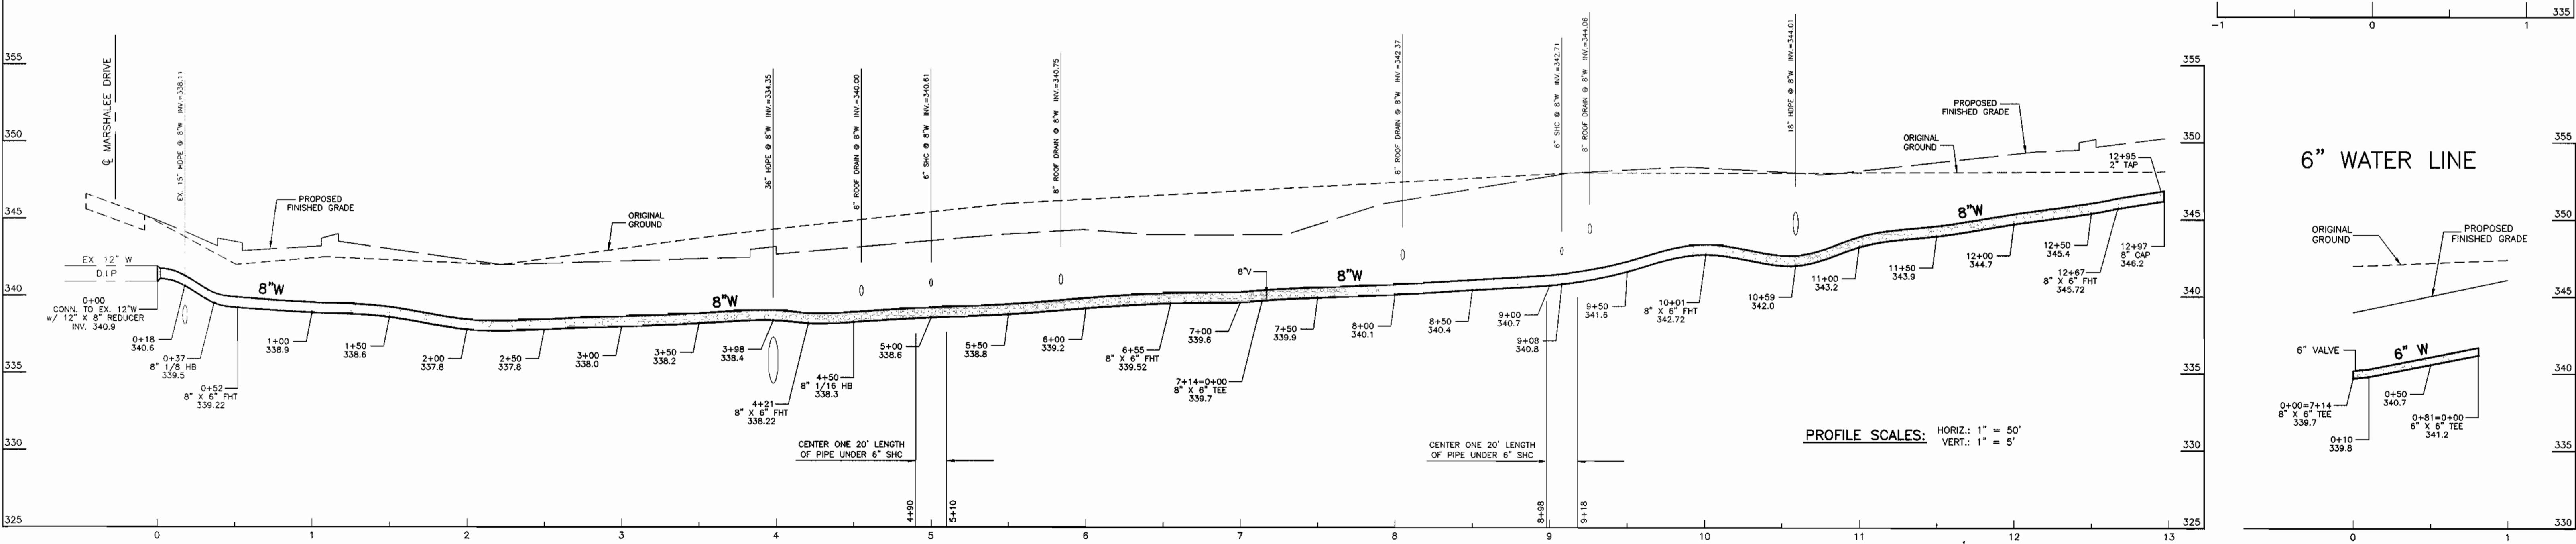 355
350
345
340
335
330
325
℄ MARSHALEE DRIVE
EX. 15" HDPE @ 8"W INV.=338.11
36" HDPE @ 8"W INV.=334.35
8" ROOF DRAIN @ 8"W INV.=340.00
6" SHC @ 8"W INV.=340.61
8" ROOF DRAIN @ 8"W INV.=340.75
8" ROOF DRAIN @ 8"W INV.=342.37
6" SHC @ 8"W INV.=342.71
8" ROOF DRAIN @ 8"W INV.=344.06
18" HDPE @ 8"W INV.=344.01
PROPOSED
FINISHED GRADE
ORIGINAL
GROUND
ORIGINAL
GROUND
PROPOSED
FINISHED GRADE
EX. 12" W
D.I.P
8"W
8"W
8"V
8"W
8"W
0+00
CONN. TO EX. 12"W
w/ 12" X 8" REDUCER
INV. 340.9
0+18
340.6
0+37
8" 1/8 HB
339.5
0+52
8" X 6" FHT
339.22
1+00
338.9
1+50
338.6
2+00
337.8
2+50
337.8
3+00
338.0
3+50
338.2
3+98
338.4
4+21
8" X 6" FHT
338.22
4+50
8" 1/16 HB
338.3
5+00
338.6
5+50
338.8
6+00
339.2
6+55
8" X 6" FHT
339.52
7+00
339.6
7+14=0+00
8" X 6" TEE
339.7
7+50
339.9
8+00
340.1
8+50
340.4
9+00
340.7
9+08
340.8
9+50
341.6
10+01
8" X 6" FHT
342.72
10+59
342.0
11+00
343.2
11+50
343.9
12+00
344.7
12+50
345.4
12+67
8" X 6" FHT
345.72
12+95
2" TAP
12+97
8" CAP
346.2
CENTER ONE 20' LENGTH
OF PIPE UNDER 6" SHC
4+90
5+10
CENTER ONE 20' LENGTH
OF PIPE UNDER 6" SHC
8+98
9+18
PROFILE SCALES: HORIZ.: 1" = 50'
VERT.: 1" = 5'
355
350
345
340
335
330
325
0 1 2 3 4 5 6 7 8 9 10 11 12 13
-1 0 1
335
6" WATER LINE
355
350
345
340
335
330
ORIGINAL
GROUND
PROPOSED
FINISHED GRADE
6" VALVE
6" W
0+00=7+14
8" X 6" TEE
339.7
0+10
339.8
0+50
340.7
0+81=0+00
6" X 6" TEE
341.2
0 1